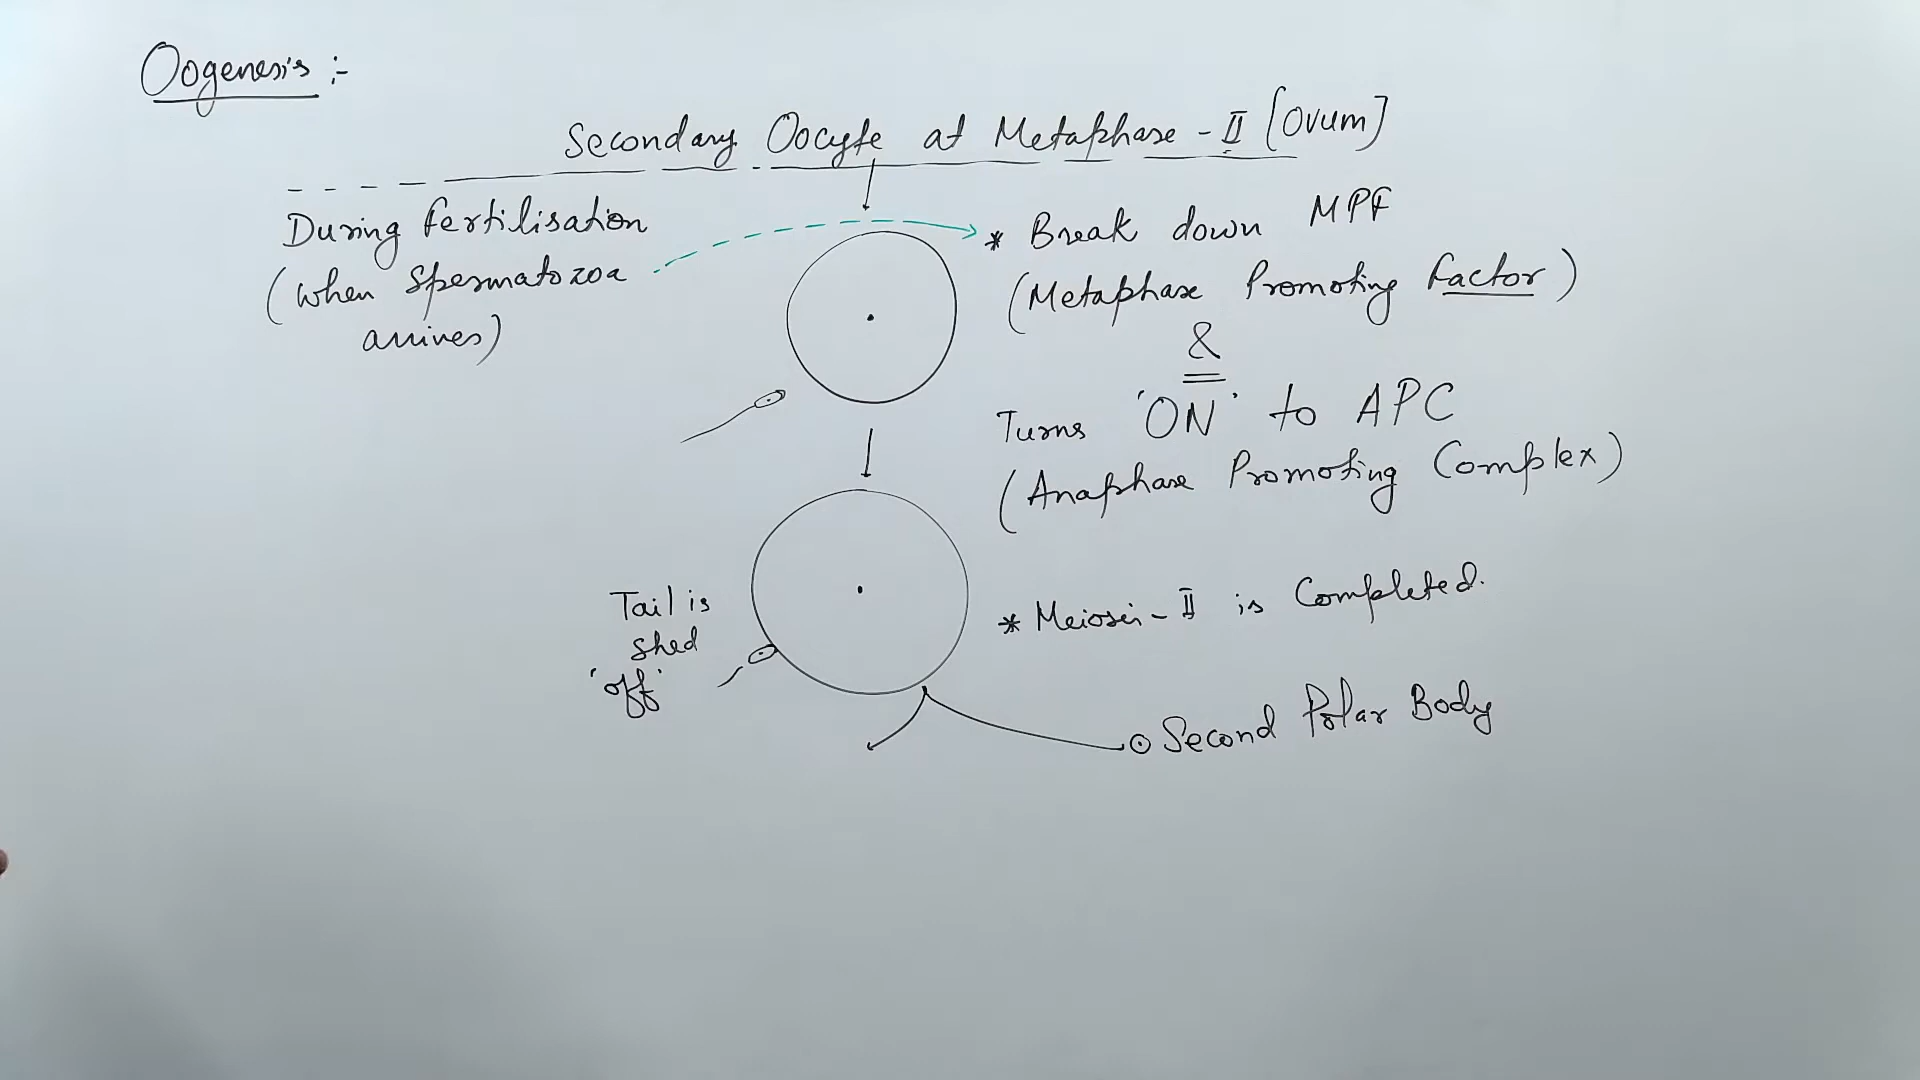 Oogenesis :-
Secondary Oocyte at Metaphase - II [Ovum]
During fertilisation
(when spermatozoa
arrives)
* Break down MPF
(Metaphase Promoting factor)
&
Turns 'ON' to APC
(Anaphase Promoting Complex)
Tail is
shed
'off'
* Meiosis - II is Completed.
Second Polar Body